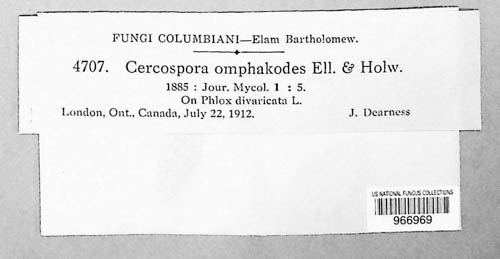 FUNGI COLUMBIANI—Elam Bartholomew.
4707. Cercospora omphakodes Ell. & Holw.
1885 : Jour. Mycol. 1 : 5.
On Phlox divaricata L.
London, Ont., Canada, July 22, 1912. J. Dearness
US NATIONAL FUNGUS COLLECTIONS
966969